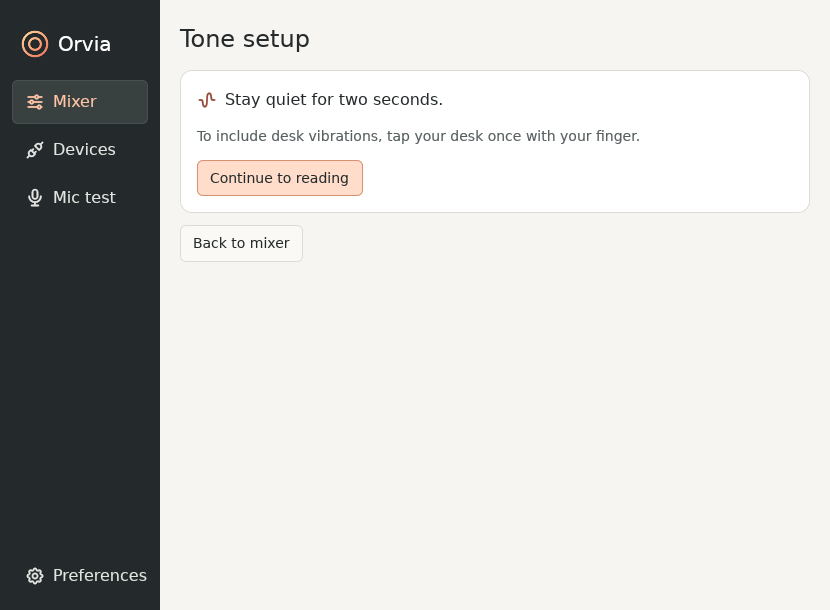 Orvia
Mixer
Devices
Mic test
Preferences
Tone setup
Stay quiet for two seconds.
To include desk vibrations, tap your desk once with your finger.
Continue to reading
Back to mixer